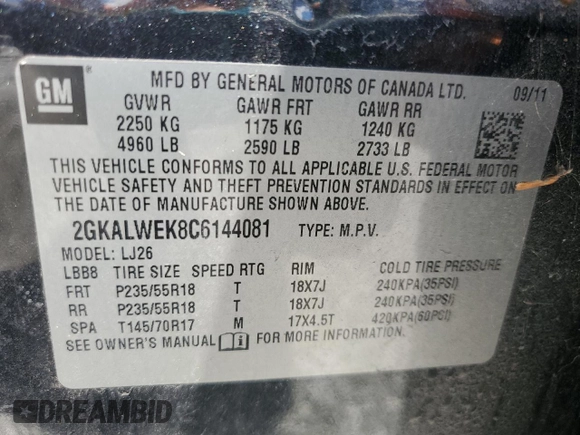 GM
MFD BY GENERAL MOTORS OF CANADA LTD. 09/11
GVWR GAWR FRT GAWR RR
2250 KG 1175 KG 1240 KG
4960 LB 2590 LB 2733 LB
THIS VEHICLE CONFORMS TO ALL APPLICABLE U.S. FEDERAL MOTOR
VEHICLE SAFETY AND THEFT PREVENTION STANDARDS IN EFFECT ON
THE DATE OF MANUFACTURE SHOWN ABOVE.
2GKALWEK8C6144081 TYPE: M.P.V.
MODEL: LJ26
LBB8 TIRE SIZE SPEED RTG RIM COLD TIRE PRESSURE
FRT P235/55R18 T 18X7J 240KPA(35PSI)
RR P235/55R18 T 18X7J 240KPA(35PSI)
SPA T145/70R17 M 17X4.5T 420KPA(60PSI)
SEE OWNER'S MANUAL FOR MORE INFORMATION.
DREAMBID